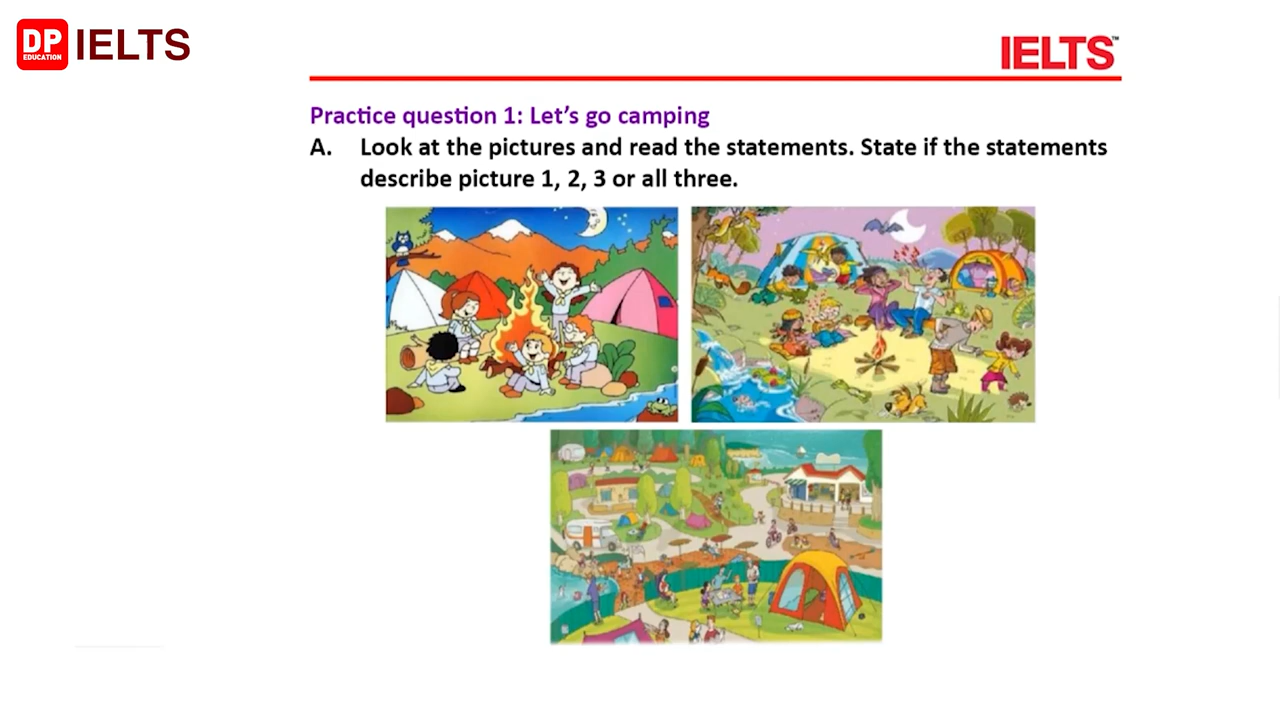 DP
EDUCATION
IELTS
IELTS™
Practice question 1: Let's go camping
A. Look at the pictures and read the statements. State if the statements
describe picture 1, 2, 3 or all three.